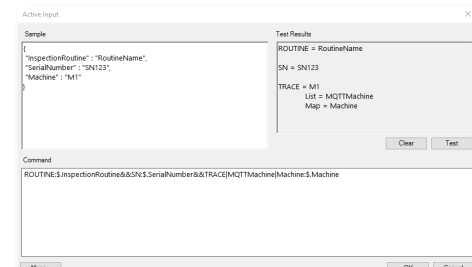 Active Input
Sample
{
"InspectionRoutine" : "RoutineName",
"SerialNumber" : "SN123",
"Machine" : "M1"
}
Test Results
ROUTINE = RoutineName
SN = SN123
TRACE = M1
List = MQTTMachine
Map = Machine
Clear
Test
Command
ROUTINE:$.InspectionRoutine&&SN:$.SerialNumber&&TRACE|MQTTMachine|Machine:$.Machine